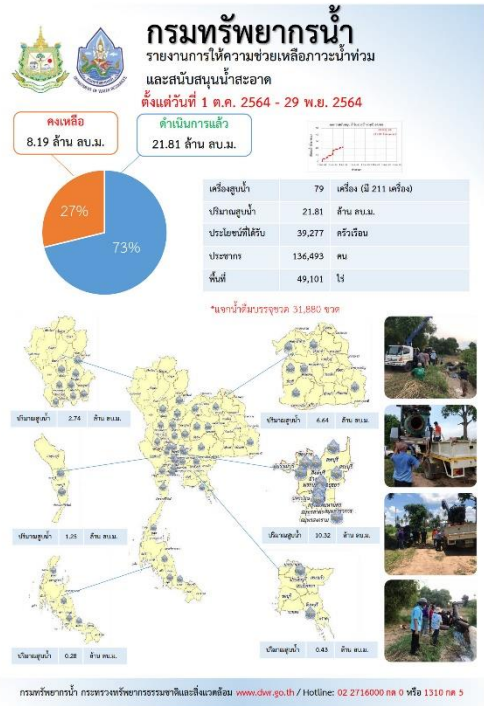 กรมทรัพยากรน้ำ
รายงานการให้ความช่วยเหลือภาวะน้ำท่วม
และสนับสนุนน้ำสะอาด
ตั้งแต่วันที่ 1 ต.ค. 2564 - 29 พ.ย. 2564
คงเหลือ
8.19 ล้าน ลบ.ม.
ดำเนินการแล้ว
21.81 ล้าน ลบ.ม.
27%
73%
เครื่องสูบน้ำ 79 เครื่อง (มี 211 เครื่อง)
ปริมาณสูบน้ำ 21.81 ล้าน ลบ.ม.
ประโยชน์ที่ได้รับ 39,277 ครัวเรือน
ประชากร 136,493 คน
พื้นที่ 49,101 ไร่
*แจกน้ำดื่มบรรจุขวด 31,880 ขวด
ปริมาณสูบน้ำ 2.74 ล้าน ลบ.ม.
ปริมาณสูบน้ำ 6.64 ล้าน ลบ.ม.
ปริมาณสูบน้ำ 1.25 ล้าน ลบ.ม.
ปริมาณสูบน้ำ 10.32 ล้าน ลบ.ม.
ปริมาณสูบน้ำ 0.28 ล้าน ลบ.ม.
ปริมาณสูบน้ำ 0.43 ล้าน ลบ.ม.
กรมทรัพยากรน้ำ กระทรวงทรัพยากรธรรมชาติและสิ่งแวดล้อม www.dwr.go.th / Hotline: 02 2716000 กด 0 หรือ 1310 กด 5